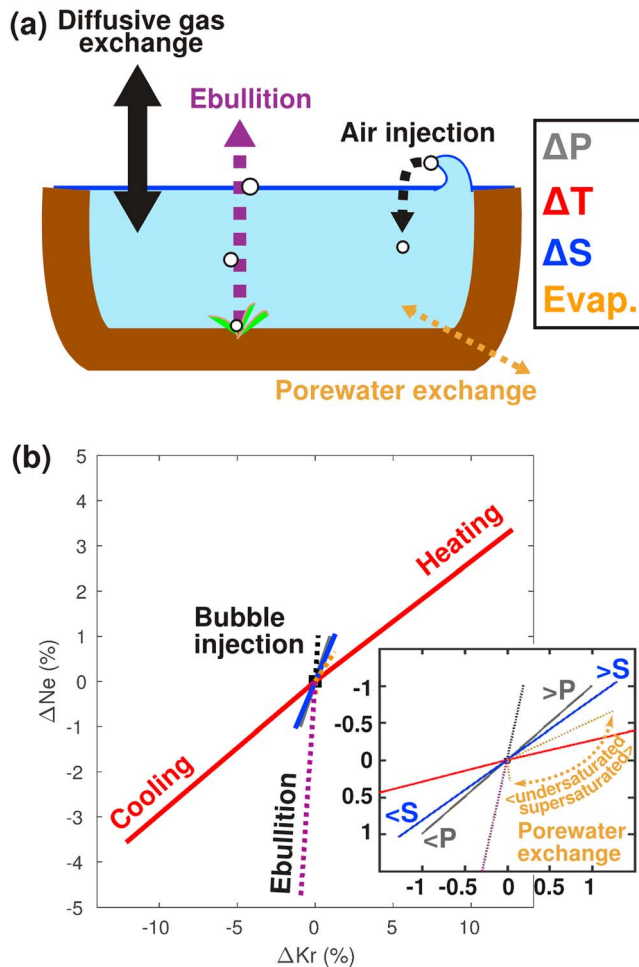 (a)
Diffusive gas
exchange
Ebullition
Air injection
ΔP
ΔT
ΔS
Evap.
Porewater exchange
(b)
5
4
3
2
1
0
-1
-2
-3
-4
-5
ΔNe (%)
-10
-5
0
5
10
ΔKr (%)
Heating
Cooling
Bubble
injection
Ebullition
-1
-0.5
0
0.5
1
-1
-0.5
0
0.5
1
>S
>P
<S
<P
<undersaturated
supersaturated>
Porewater
exchange